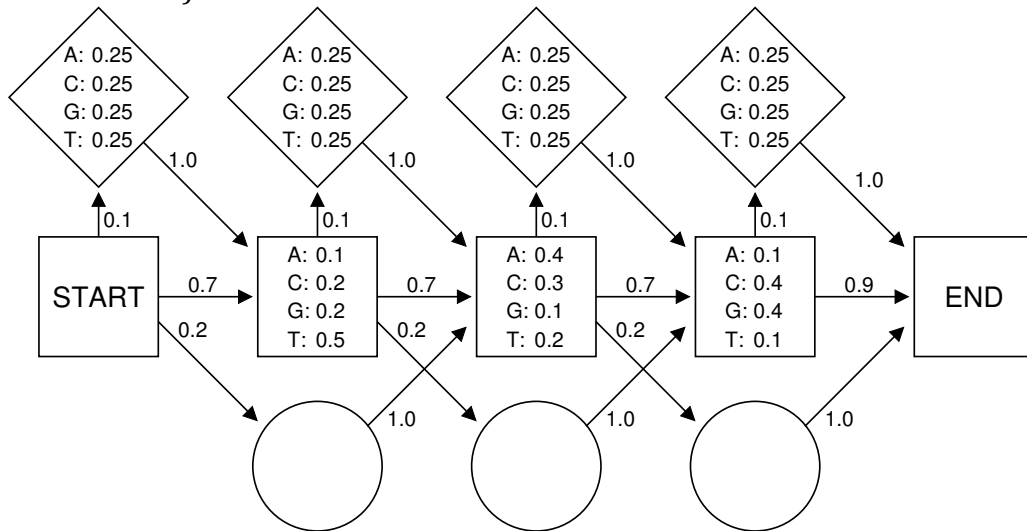 A: 0.25
C: 0.25
G: 0.25
T: 0.25
A: 0.25
C: 0.25
G: 0.25
T: 0.25
A: 0.25
C: 0.25
G: 0.25
T: 0.25
A: 0.25
C: 0.25
G: 0.25
T: 0.25
1.0
1.0
1.0
1.0
0.1
0.1
0.1
0.1
START
0.7
A: 0.1
C: 0.2
G: 0.2
T: 0.5
0.7
A: 0.4
C: 0.3
G: 0.1
T: 0.2
0.7
A: 0.1
C: 0.4
G: 0.4
T: 0.1
0.9
END
0.2
0.2
0.2
1.0
1.0
1.0